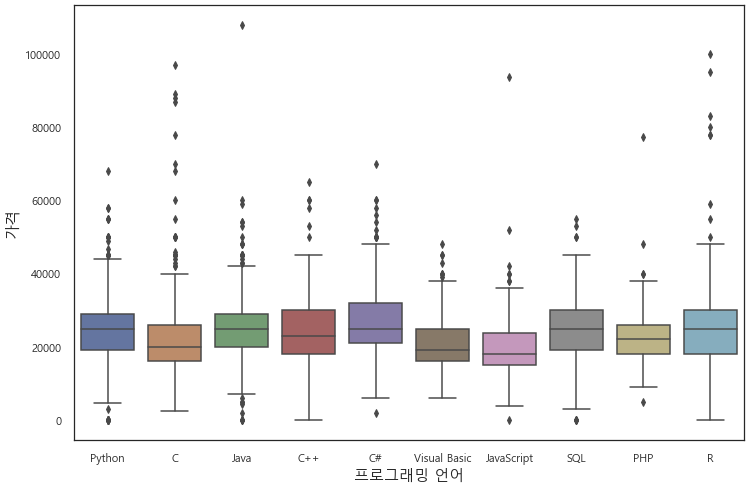 100000
80000
60000
40000
20000
0
가격
Python C Java C++ C# Visual Basic JavaScript SQL PHP R
프로그래밍 언어